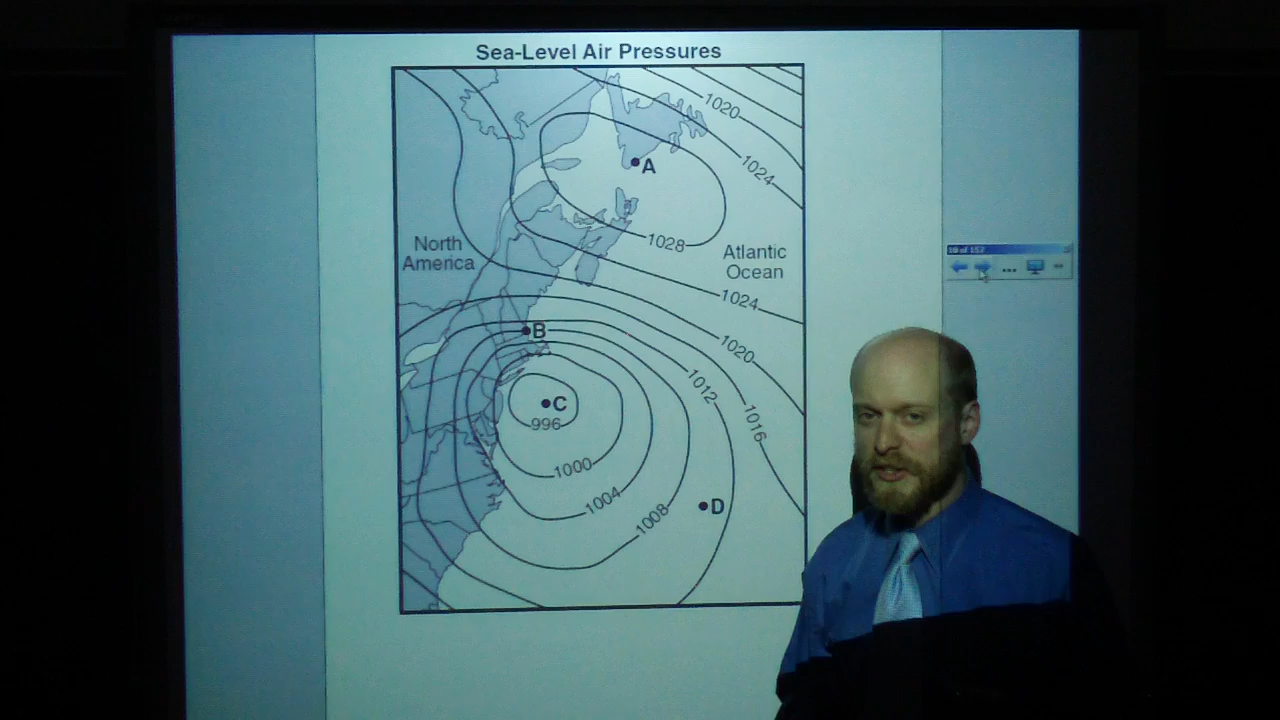 Sea-Level Air Pressures
1020
1024
A
1028
North
America
Atlantic
Ocean
1024
B
1020
1012
C
996
1016
1000
1004
1008
D